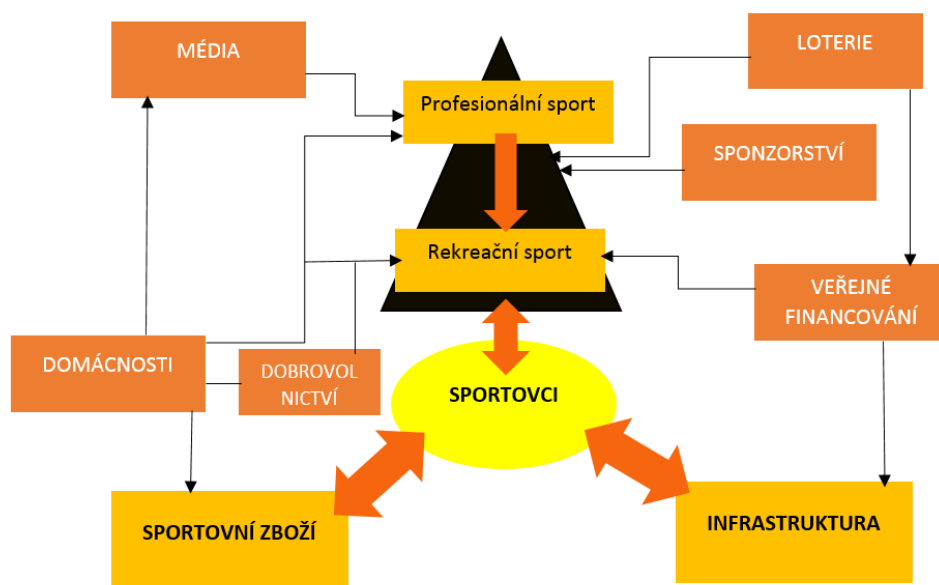 MÉDIA
LOTERIE
Profesionální sport
SPONZORSTVÍ
Rekreační sport
VEŘEJNÉ
FINANCOVÁNÍ
DOMÁCNOSTI
DOBROVOL
NICTVÍ
SPORTOVCI
SPORTOVNÍ ZBOŽÍ
INFRASTRUKTURA